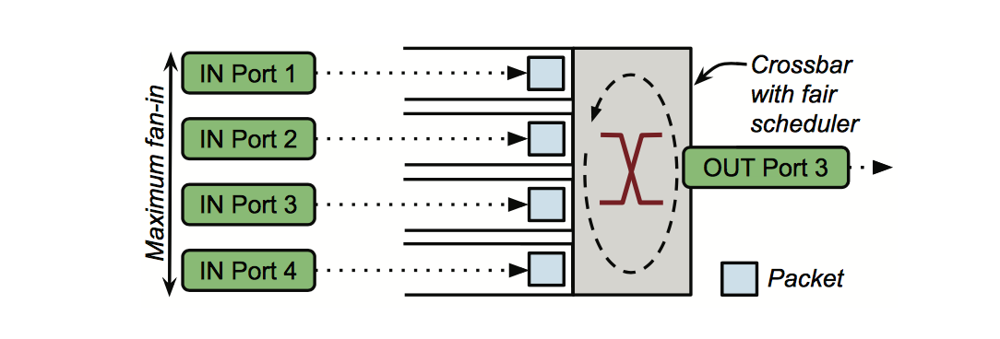 Maximum fan-in
IN Port 1
IN Port 2
IN Port 3
IN Port 4
Crossbar
with fair
scheduler
OUT Port 3
Packet